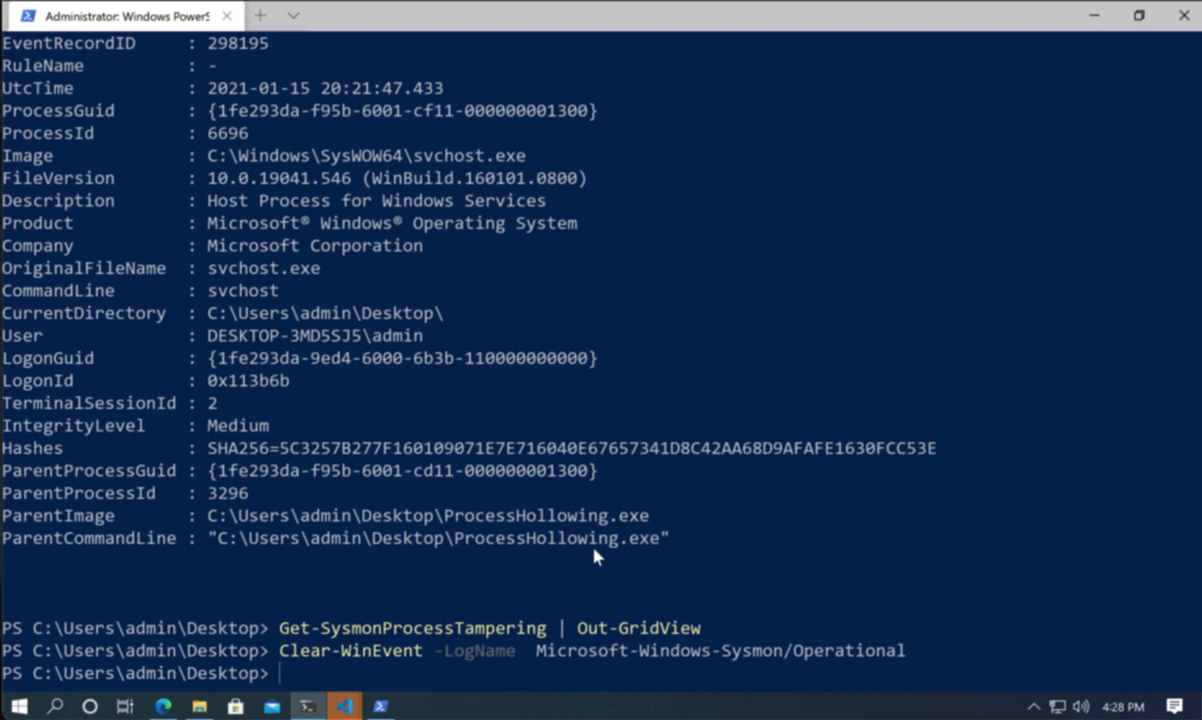 Administrator: Windows PowerS
EventRecordID : 298195
RuleName : -
UtcTime : 2021-01-15 20:21:47.433
ProcessGuid : {1fe293da-f95b-6001-cf11-000000001300}
ProcessId : 6696
Image : C:\Windows\SysWOW64\svchost.exe
FileVersion : 10.0.19041.546 (WinBuild.160101.0800)
Description : Host Process for Windows Services
Product : Microsoft® Windows® Operating System
Company : Microsoft Corporation
OriginalFileName : svchost.exe
CommandLine : svchost
CurrentDirectory : C:\Users\admin\Desktop\
User : DESKTOP-3MD5SJ5\admin
LogonGuid : {1fe293da-9ed4-6000-6b3b-110000000000}
LogonId : 0x113b6b
TerminalSessionId : 2
IntegrityLevel : Medium
Hashes : SHA256=5C3257B277F160109071E7E716040E67657341D8C42AA68D9AFAFE1630FCC53E
ParentProcessGuid : {1fe293da-f95b-6001-cd11-000000001300}
ParentProcessId : 3296
ParentImage : C:\Users\admin\Desktop\ProcessHollowing.exe
ParentCommandLine : "C:\Users\admin\Desktop\ProcessHollowing.exe"
PS C:\Users\admin\Desktop> Get-SysmonProcessTampering | Out-GridView
PS C:\Users\admin\Desktop> Clear-WinEvent -LogName Microsoft-Windows-Sysmon/Operational
PS C:\Users\admin\Desktop>
4:28 PM